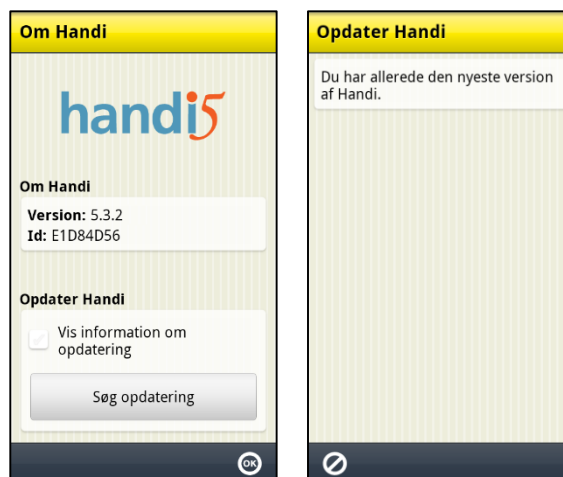 Om Handi
handi5
Om Handi
Version: 5.3.2
Id: E1D84D56
Opdater Handi
Vis information om
opdatering
Søg opdatering
OK
Opdater Handi
Du har allerede den nyeste version
af Handi.